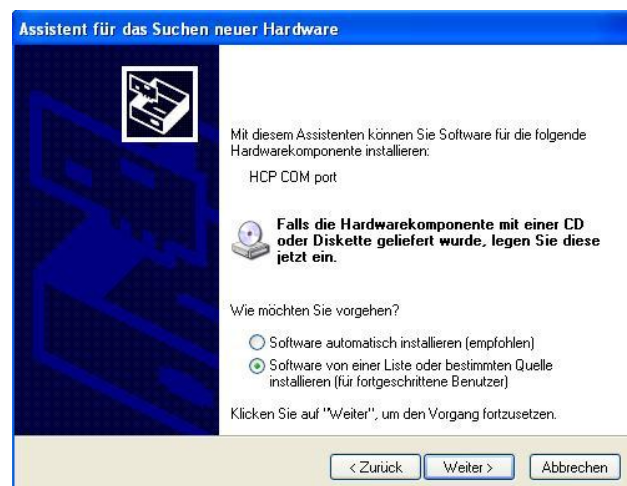 Assistent für das Suchen neuer Hardware
Mit diesem Assistenten können Sie Software für die folgende
Hardwarekomponente installieren:
HCP COM port
Falls die Hardwarekomponente mit einer CD
oder Diskette geliefert wurde, legen Sie diese
jetzt ein.
Wie möchten Sie vorgehen?
Software automatisch installieren (empfohlen)
Software von einer Liste oder bestimmten Quelle
installieren (für fortgeschrittene Benutzer)
Klicken Sie auf "Weiter", um den Vorgang fortzusetzen.
< Zurück Weiter > Abbrechen